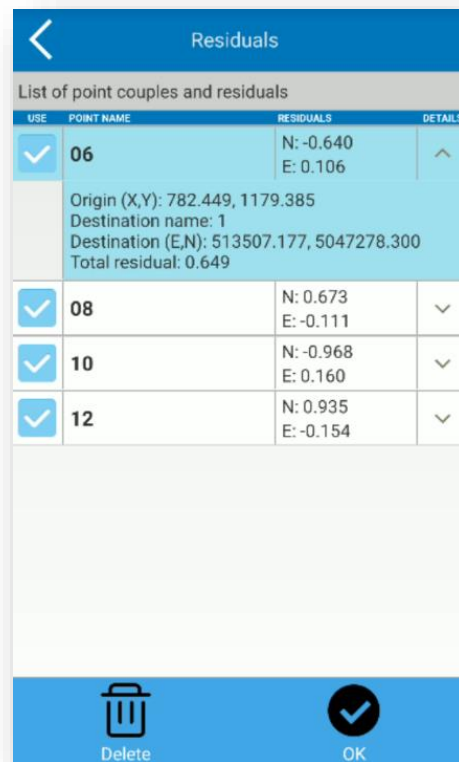 Residuals
List of point couples and residuals
USE POINT NAME RESIDUALS DETAILS
06 N: -0.640
E: 0.106
Origin (X,Y): 782.449, 1179.385
Destination name: 1
Destination (E,N): 513507.177, 5047278.300
Total residual: 0.649
08 N: 0.673
E: -0.111
10 N: -0.968
E: 0.160
12 N: 0.935
E: -0.154
Delete OK